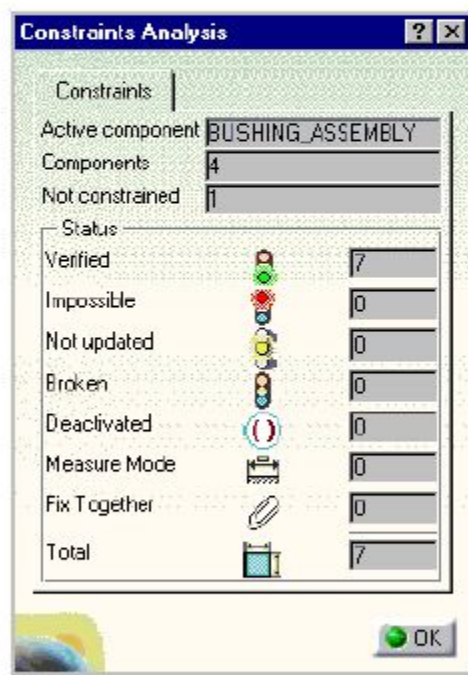 Constraints Analysis
Constraints
Active component BUSHING_ASSEMBLY
Components 4
Not constrained 1
Status
Verified 7
Impossible 0
Not updated 0
Broken 0
Deactivated 0
Measure Mode 0
Fix Together 0
Total 7
OK